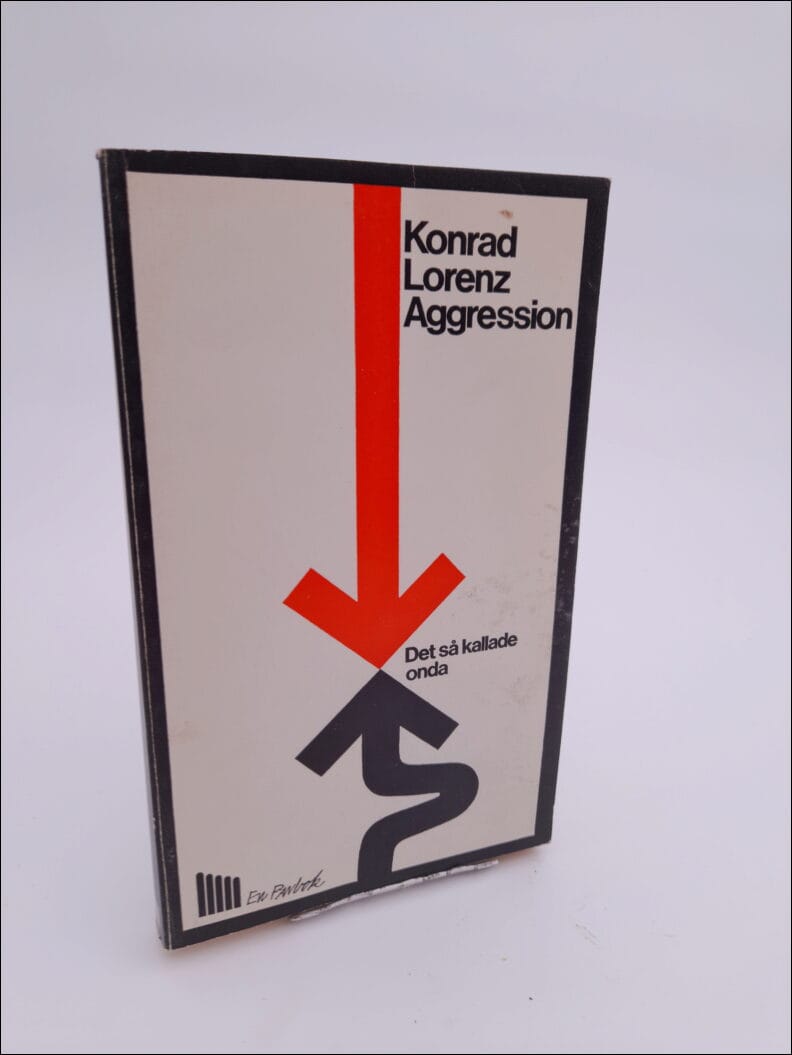 Konrad
Lorenz
Aggression
Det så kallade
onda
En Panbok